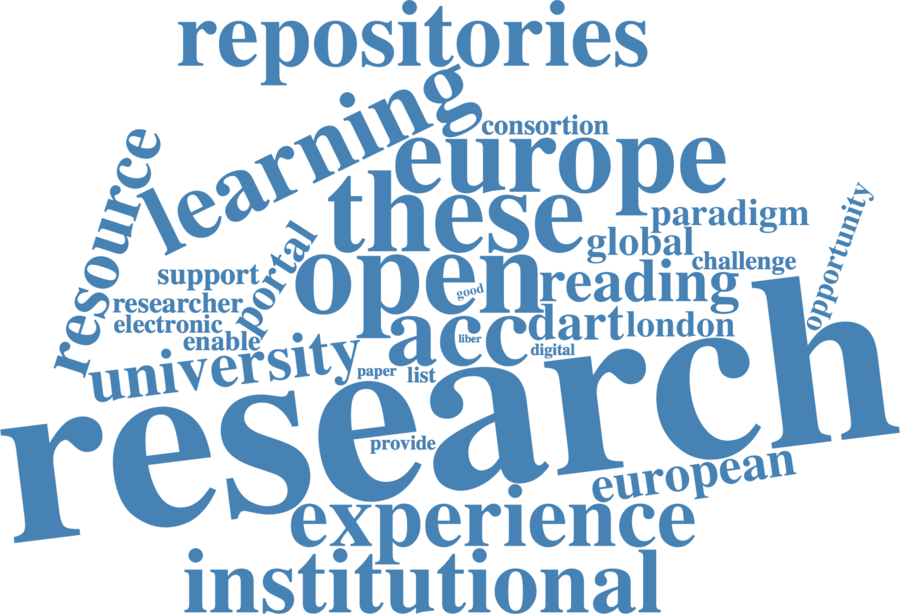 repositories
learning
consortion
europe
resource
these
paradigm
opportunity
global
portal
challenge
support
open
reading
good
researcher
electronic
acc
dart
london
enable
liber
digital
university
paper
list
research
provide
european
experience
institutional